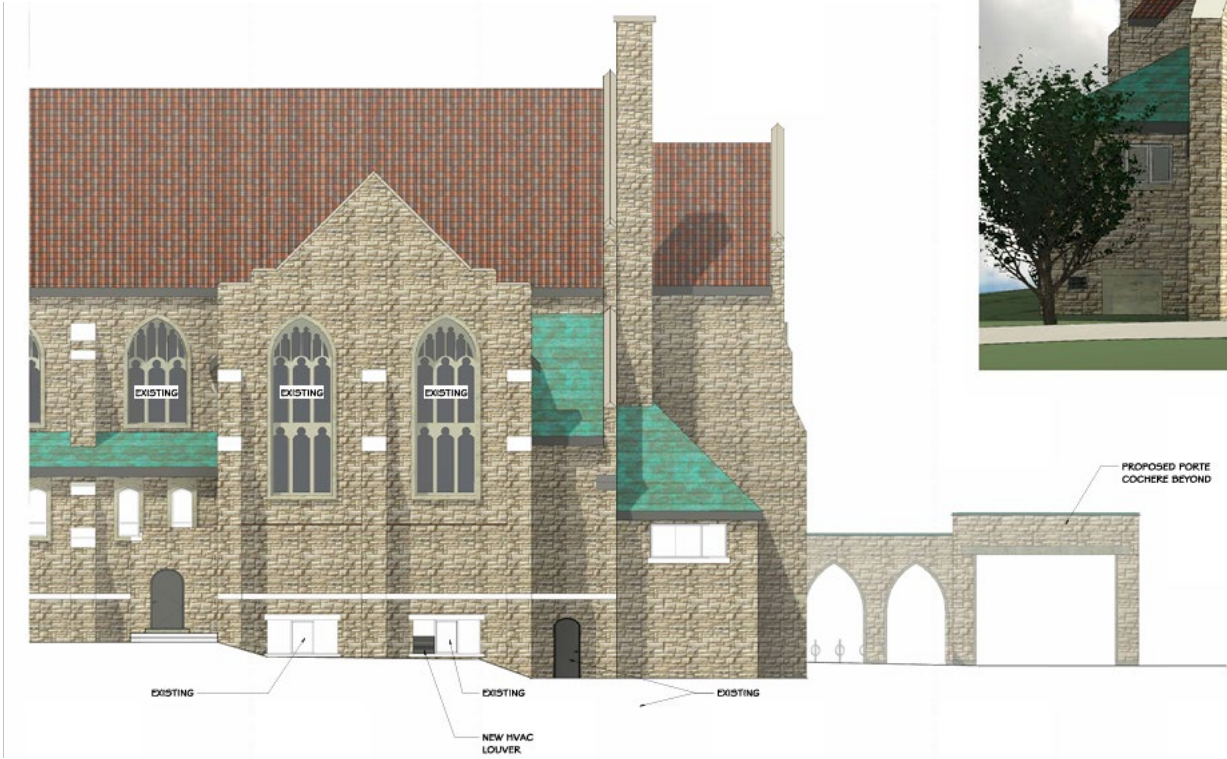 EXISTING
EXISTING
EXISTING
PROPOSED PORTE
COCHERE BEYOND
EXISTING
EXISTING
EXISTING
NEW HVAC
LOUVER